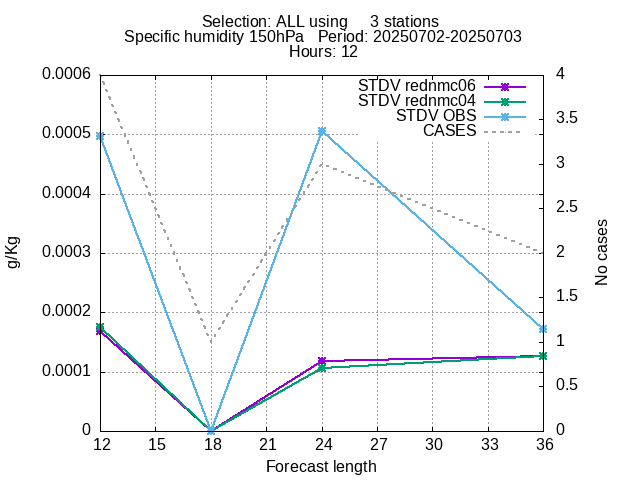 Selection: ALL using     3 stations
Specific humidity 150hPa   Period: 20250702-20250703
Hours: 12
STDV rednmc06
STDV rednmc04
STDV OBS
CASES
g/Kg
0.0006
0.0005
0.0004
0.0003
0.0002
0.0001
0
4
3.5
3
2.5
2
1.5
1
0.5
0
No cases
12 15 18 21 24 27 30 33 36
Forecast length